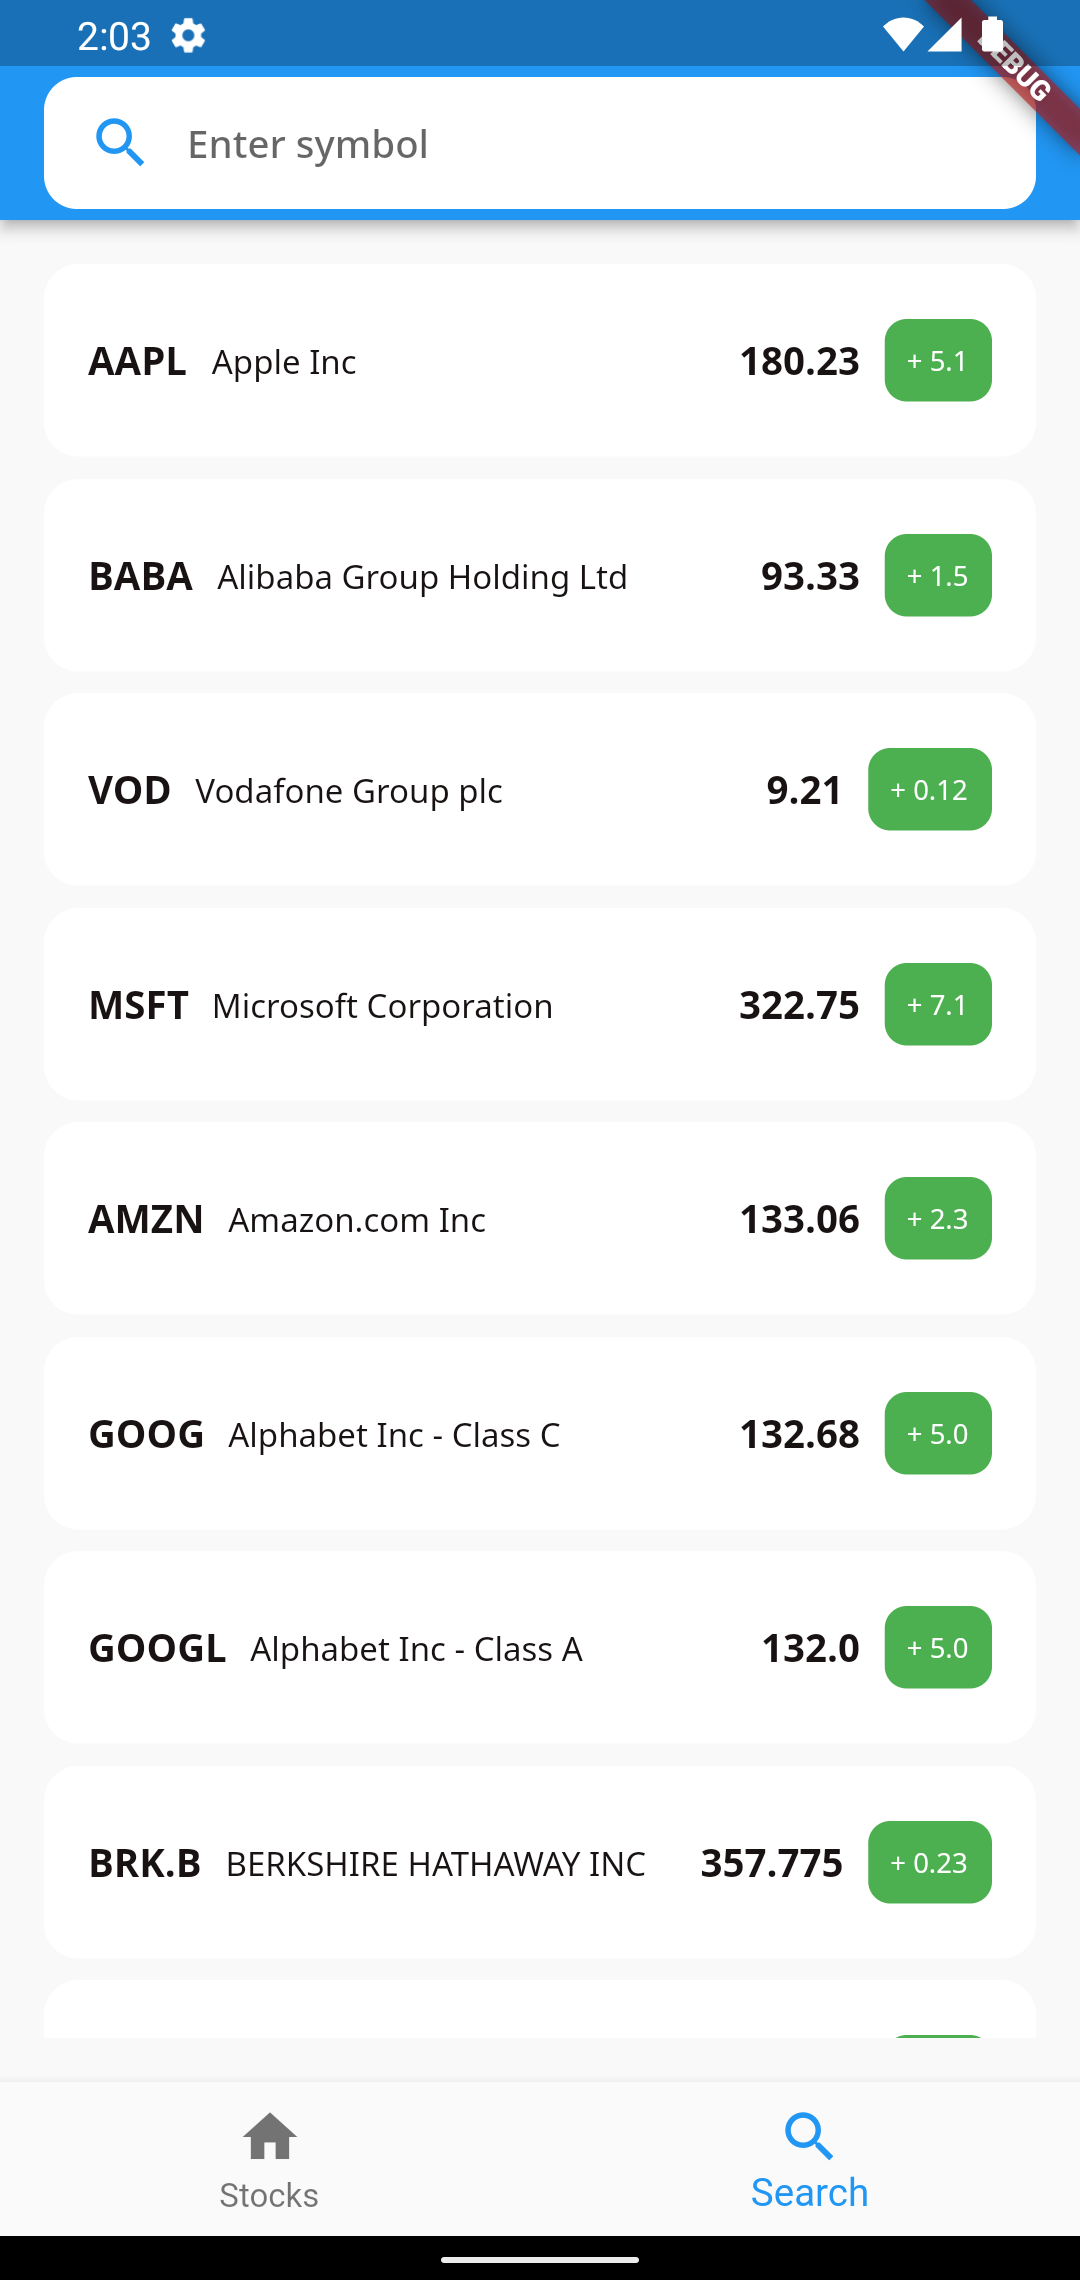 2:03
DEBUG
Enter symbol
AAPL Apple Inc 180.23 + 5.1
BABA Alibaba Group Holding Ltd 93.33 + 1.5
VOD Vodafone Group plc 9.21 + 0.12
MSFT Microsoft Corporation 322.75 + 7.1
AMZN Amazon.com Inc 133.06 + 2.3
GOOG Alphabet Inc - Class C 132.68 + 5.0
GOOGL Alphabet Inc - Class A 132.0 + 5.0
BRK.B BERKSHIRE HATHAWAY INC 357.775 + 0.23
Stocks Search